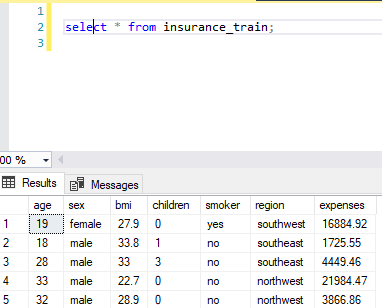 1
2 select * from insurance_train;
3
00 %
Results Messages
age sex bmi children smoker region expenses
1 19 female 27.9 0 yes southwest 16884.92
2 18 male 33.8 1 no southeast 1725.55
3 28 male 33 3 no southeast 4449.46
4 33 male 22.7 0 no northwest 21984.47
5 32 male 28.9 0 no northwest 3866.86